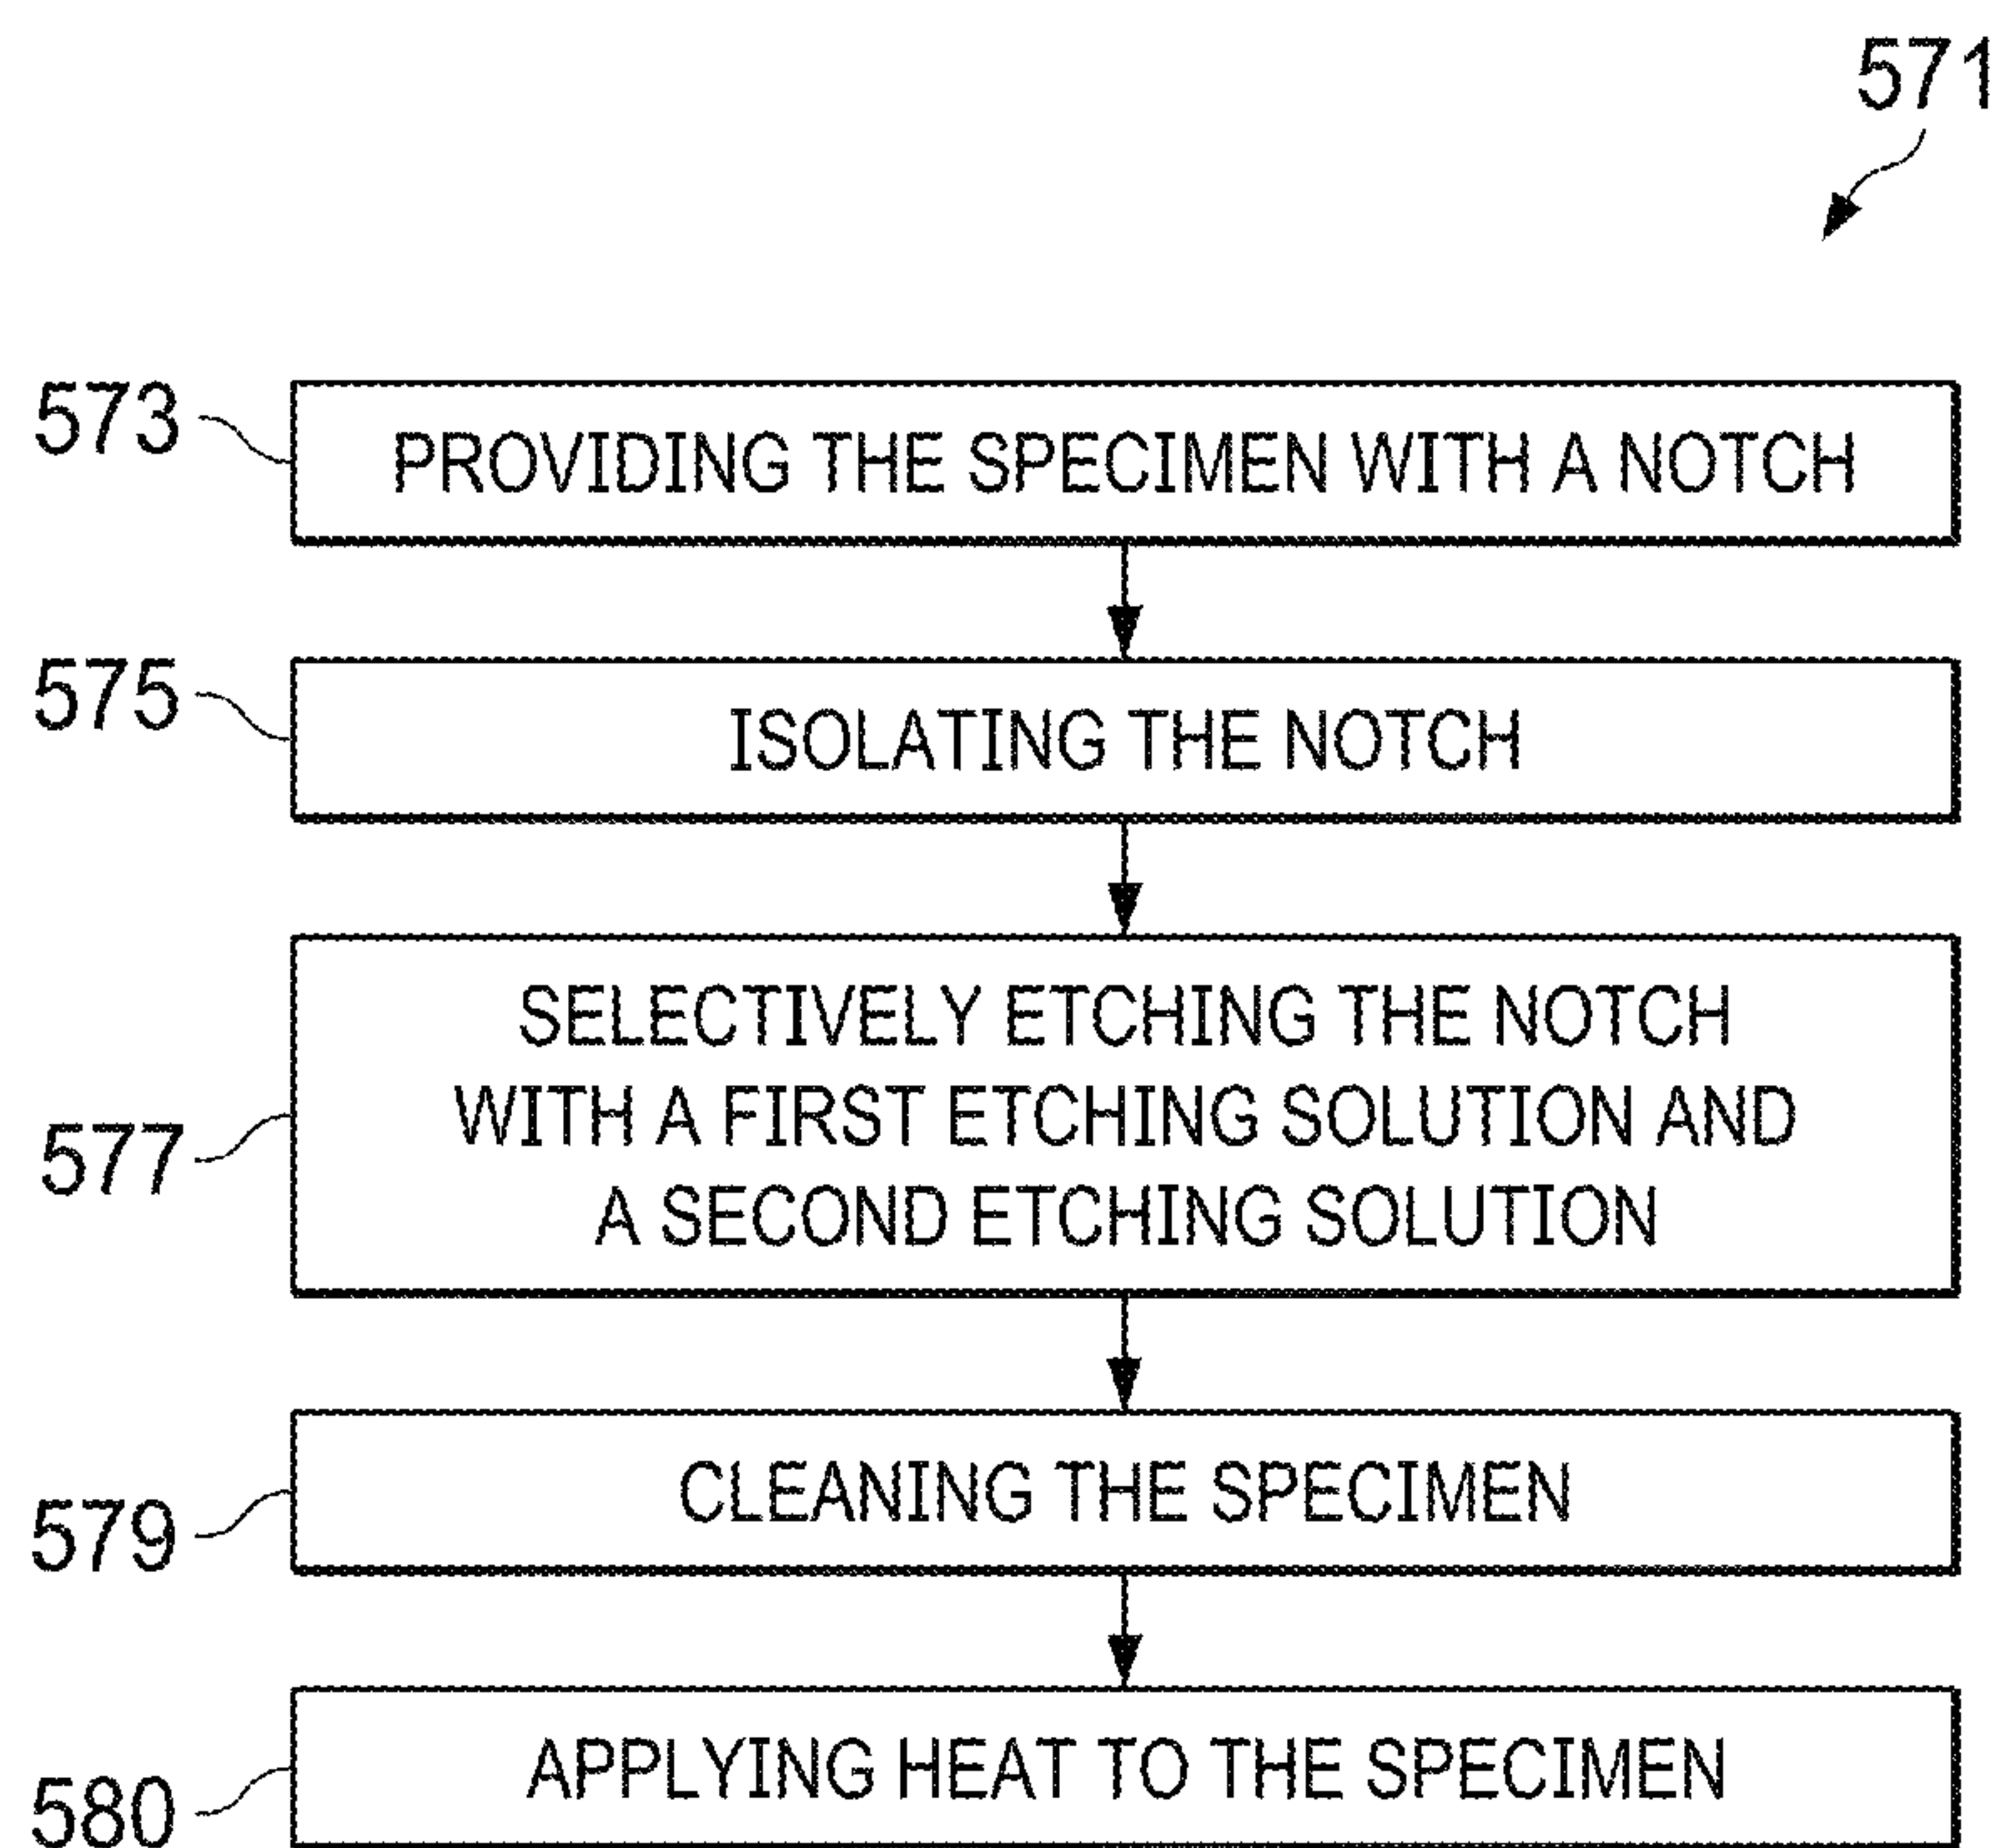 571
573
PROVIDING THE SPECIMEN WITH A NOTCH
575
ISOLATING THE NOTCH
577
SELECTIVELY ETCHING THE NOTCH
WITH A FIRST ETCHING SOLUTION AND
A SECOND ETCHING SOLUTION
579
CLEANING THE SPECIMEN
580
APPLYING HEAT TO THE SPECIMEN